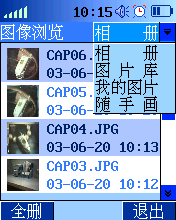 10:15
图像浏览 相册
CAP06.
03-06-
CAP05.
03-06-
CAP04.JPG
03-06-20 10:13
CAP03.JPG
03-06-20 10:12
相册
图片库
我的图片
随手画
全删 退出